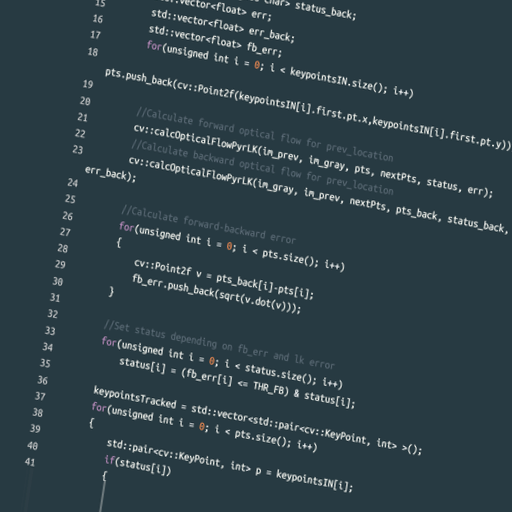 15 std::vector<float> err; char> status_back;
16 std::vector<float> err_back;
17 std::vector<float> fb_err;
18 for(unsigned int i = 0; i < keypointsIN.size(); i++)
pts.push_back(cv::Point2f(keypointsIN[i].first.pt.x,keypointsIN[i].first.pt.y))
19
20
21 //Calculate forward optical flow for prev_location
22 cv::calcOpticalFlowPyrLK(im_prev, im_gray, pts, nextPts, status, err);
23 //Calculate backward optical flow for prev_location
cv::calcOpticalFlowPyrLK(im_gray, im_prev, nextPts, pts_back, status_back,
err_back);
24
25
26 //Calculate forward-backward error
27 for(unsigned int i = 0; i < pts.size(); i++)
28 {
29 cv::Point2f v = pts_back[i]-pts[i];
30 fb_err.push_back(sqrt(v.dot(v)));
31 }
32
33 //Set status depending on fb_err and lk error
34 for(unsigned int i = 0; i < status.size(); i++)
35 status[i] = (fb_err[i] <= THR_FB) & status[i];
36
37 keypointsTracked = std::vector<std::pair<cv::KeyPoint, int> >();
38 for(unsigned int i = 0; i < pts.size(); i++)
39 {
40 std::pair<cv::KeyPoint, int> p = keypointsIN[i];
41 if(status[i])
{